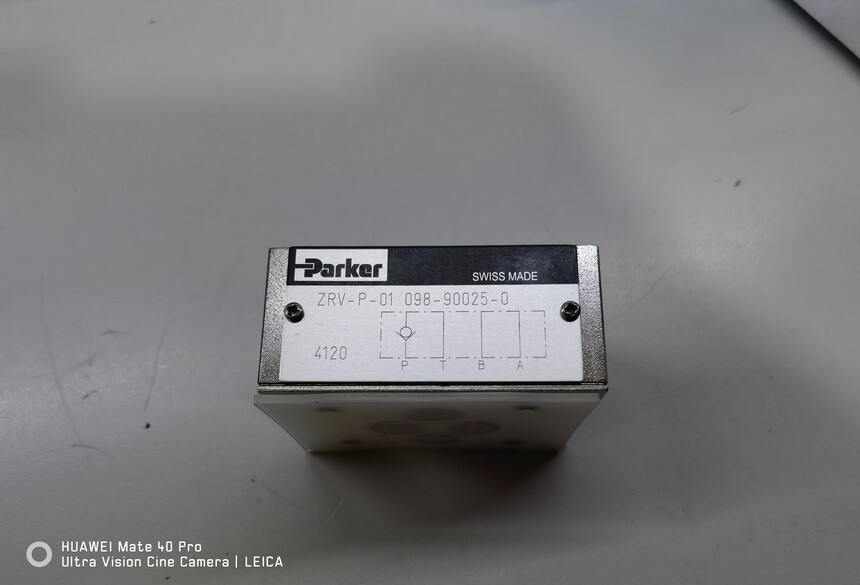 Parker
SWISS MADE
ZRV-P-01 098-90025-0
4120
P T B A
HUAWEI Mate 40 Pro
Ultra Vision Cine Camera | LEICA